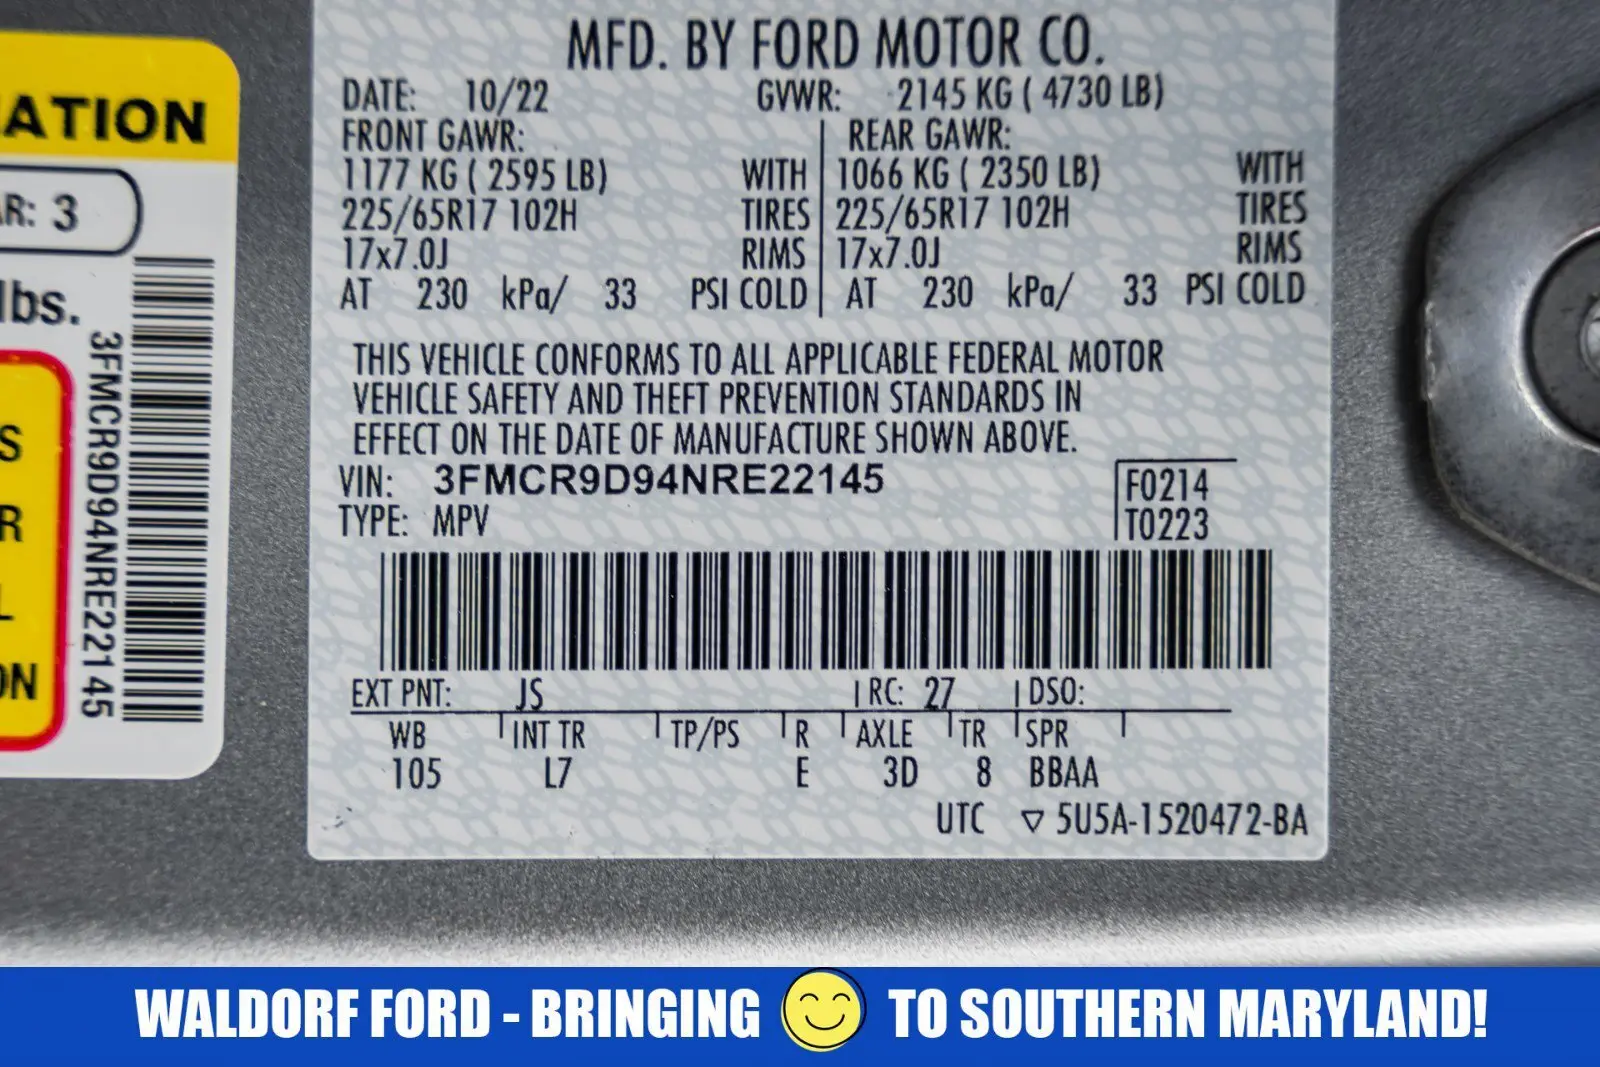 ATION
AR: 3
lbs.
3FMCR9D94NRE22145
S
R
L
ON
MFD. BY FORD MOTOR CO.
DATE: 10/22 GVWR: 2145 KG ( 4730 LB)
FRONT GAWR: REAR GAWR:
1177 KG ( 2595 LB) WITH 1066 KG ( 2350 LB) WITH
225/65R17 102H TIRES 225/65R17 102H TIRES
17x7.0J RIMS 17x7.0J RIMS
AT 230 kPa/ 33 PSI COLD AT 230 kPa/ 33 PSI COLD
THIS VEHICLE CONFORMS TO ALL APPLICABLE FEDERAL MOTOR
VEHICLE SAFETY AND THEFT PREVENTION STANDARDS IN
EFFECT ON THE DATE OF MANUFACTURE SHOWN ABOVE.
VIN: 3FMCR9D94NRE22145 F0214
TYPE: MPV T0223
EXT PNT: JS RC: 27 DSO:
WB INT TR TP/PS R AXLE TR SPR
105 L7 E 3D 8 BBAA
UTC ▽ 5U5A-1520472-BA
WALDORF FORD - BRINGING TO SOUTHERN MARYLAND!